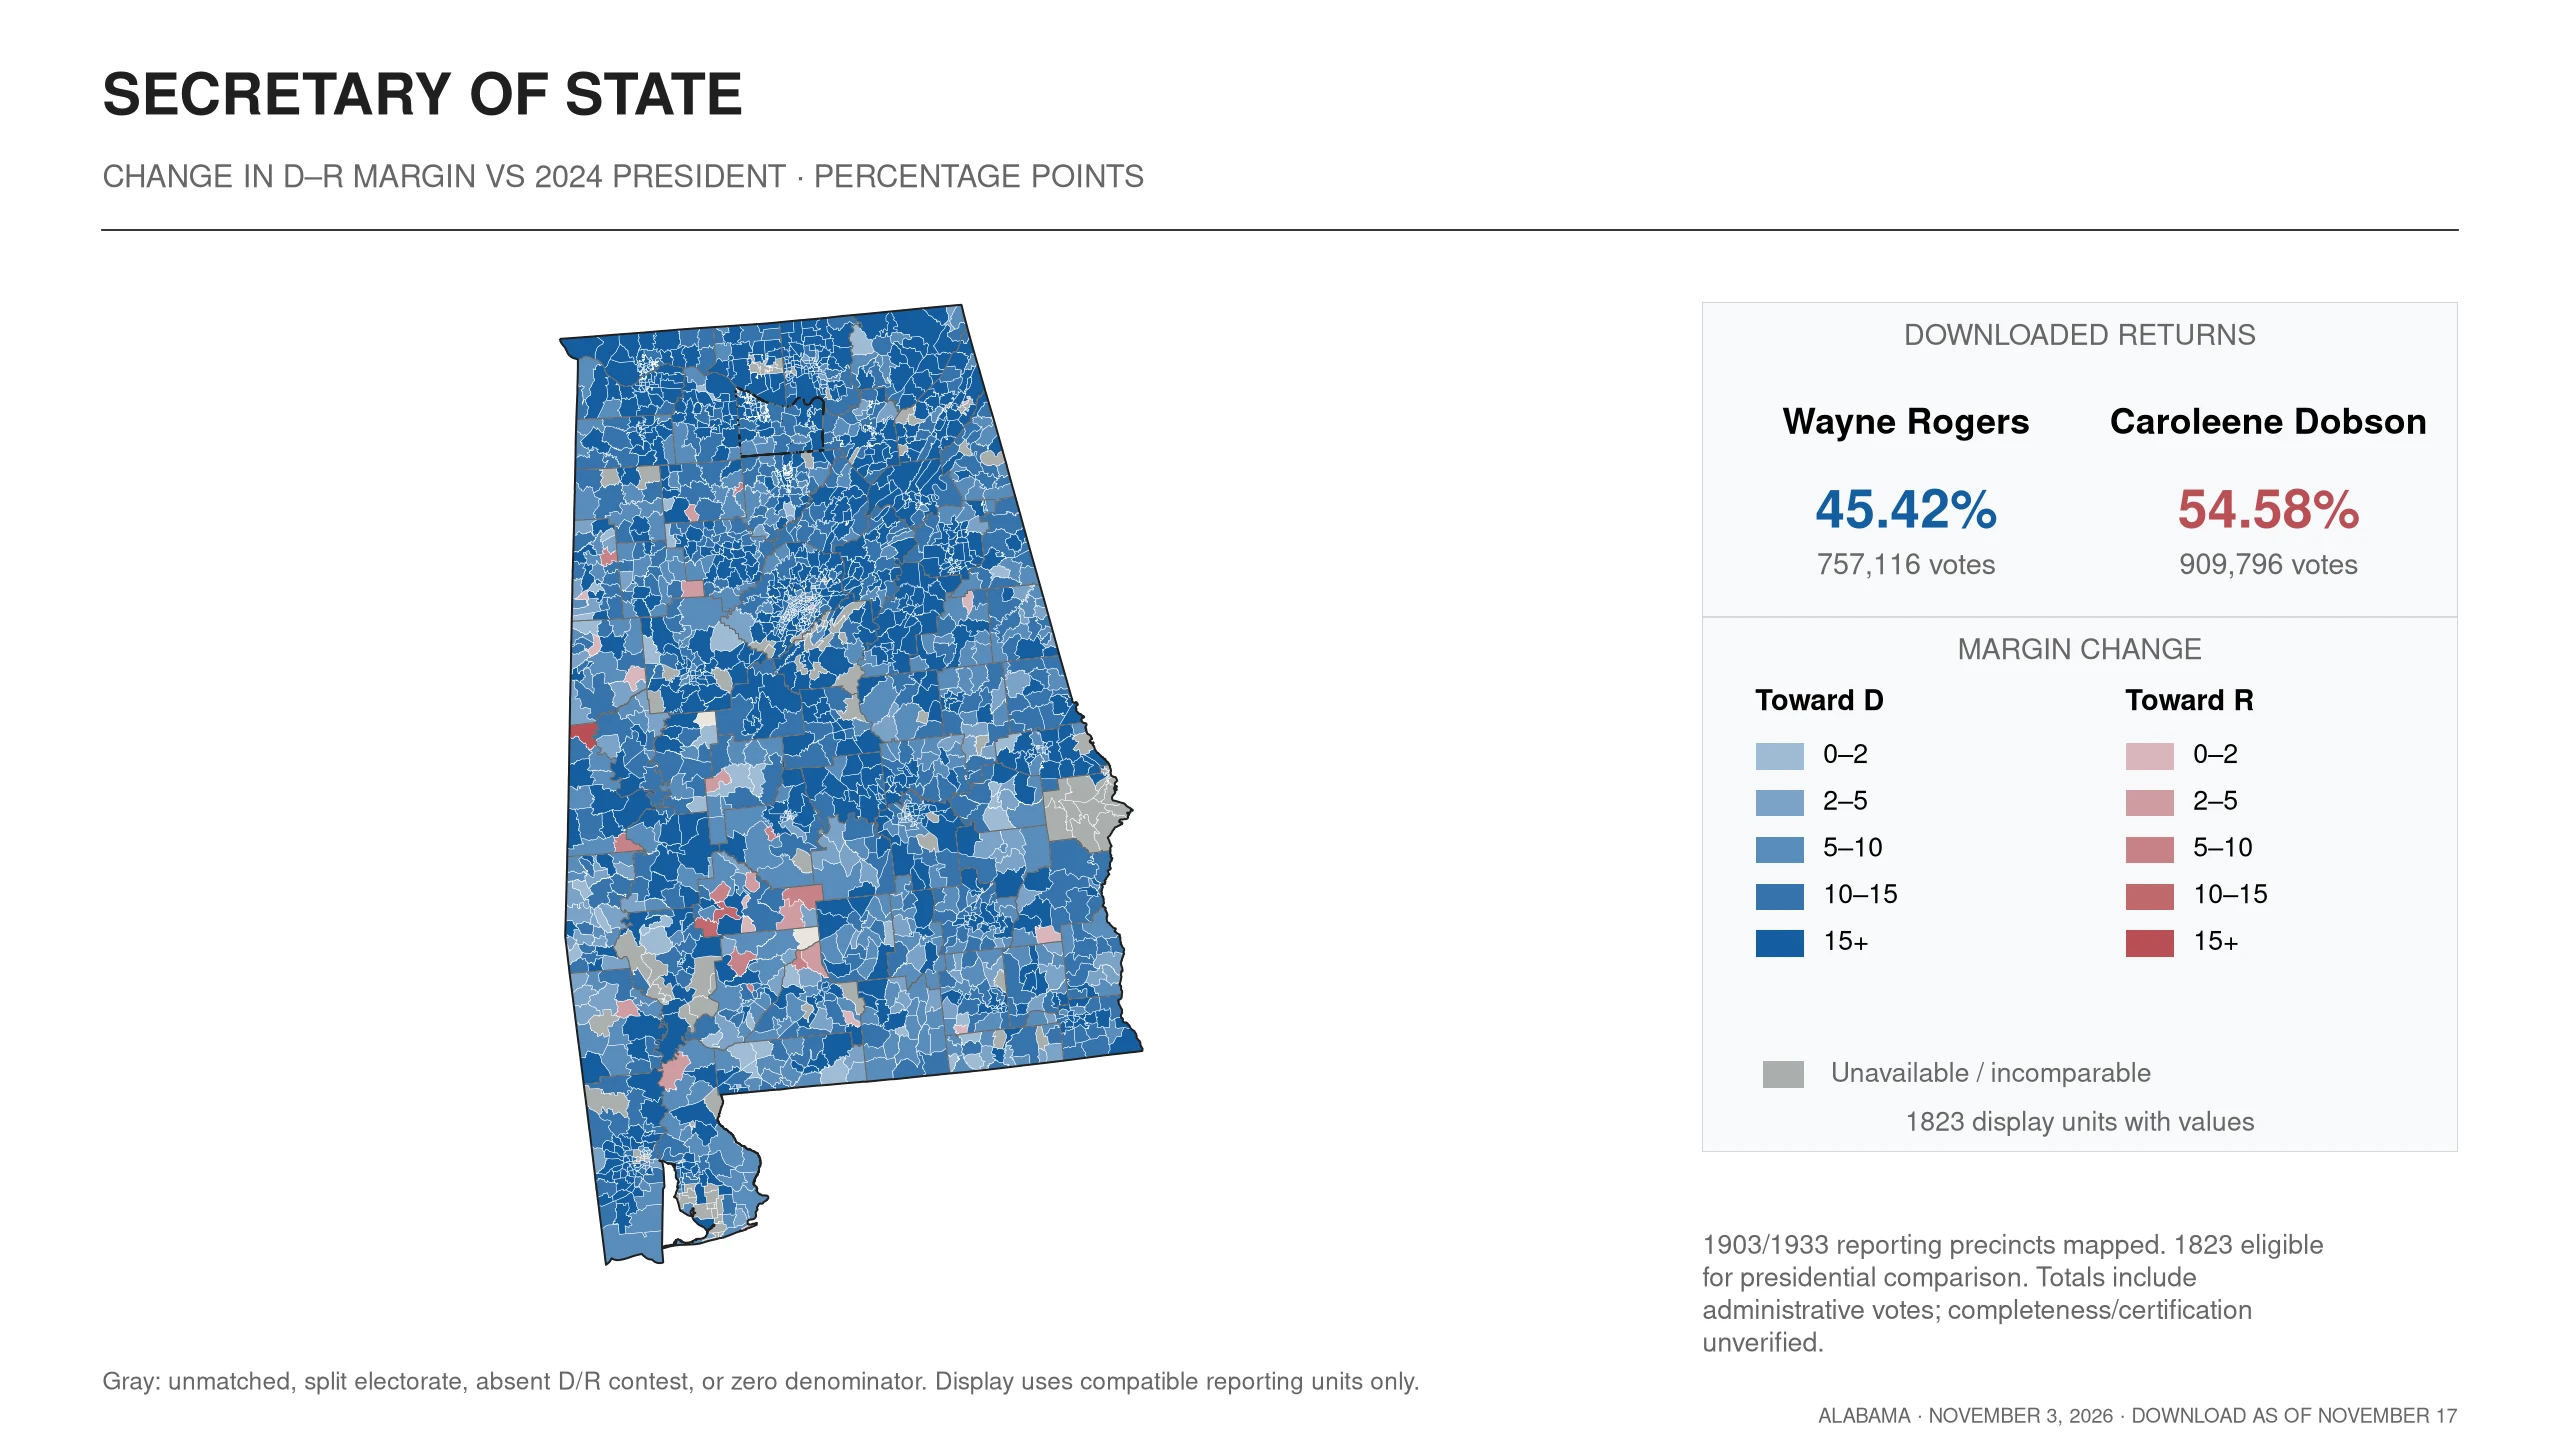 SECRETARY OF STATE
CHANGE IN D–R MARGIN VS 2024 PRESIDENT · PERCENTAGE POINTS
DOWNLOADED RETURNS
Wayne Rogers
Caroleene Dobson
45.42%
54.58%
757,116 votes
909,796 votes
MARGIN CHANGE
Toward D
Toward R
0–2
0–2
2–5
2–5
5–10
5–10
10–15
10–15
15+
15+
Unavailable / incomparable
1823 display units with values
1903/1933 reporting precincts mapped. 1823 eligible
for presidential comparison. Totals include
administrative votes; completeness/certification
unverified.
Gray: unmatched, split electorate, absent D/R contest, or zero denominator. Display uses compatible reporting units only.
ALABAMA · NOVEMBER 3, 2026 · DOWNLOAD AS OF NOVEMBER 17